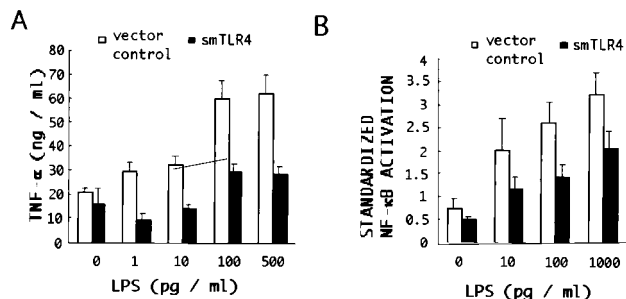 A
vector control
smTLR4
TNF-α (ng / ml)
80
70
60
50
40
30
20
10
0
0 1 10 100 500
LPS (pg / ml)
B
vector control
smTLR4
STANDARDIZED
NF-κB ACTIVATION
4
3.5
3
2.5
2
1.5
1
0.5
0
0 10 100 1000
LPS (pg / ml)